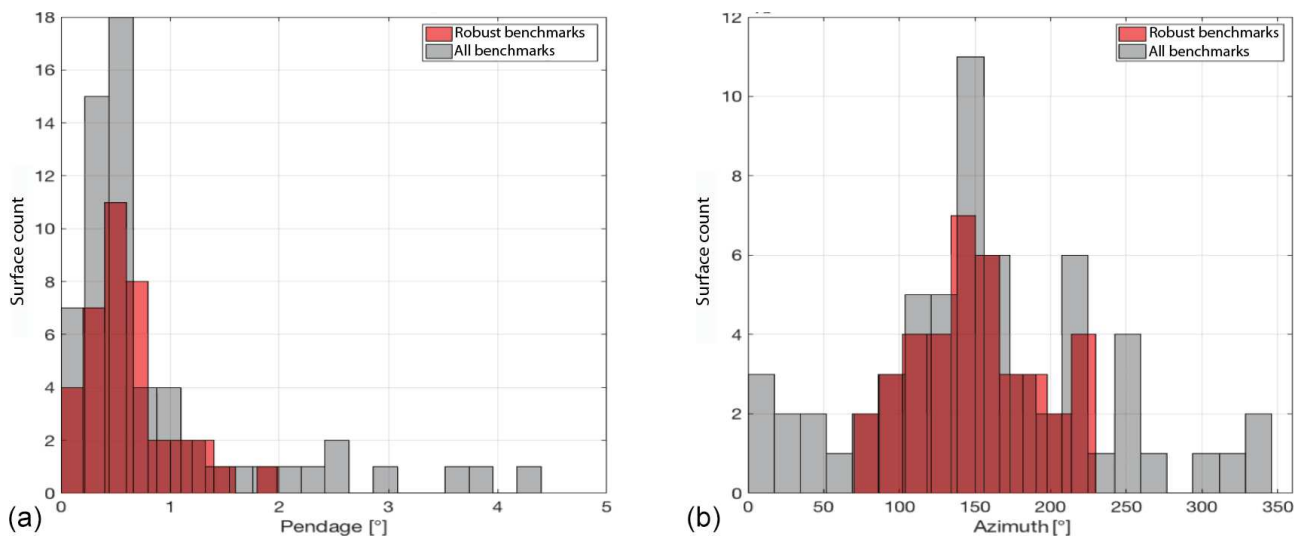 18
16
14
12
10
8
6
4
2
0
Surface count
Robust benchmarks
All benchmarks
0 1 2 3 4 5
Pendage [°]
(a)
12
10
8
6
4
2
0
Surface count
Robust benchmarks
All benchmarks
0 50 100 150 200 250 300 350
Azimuth [°]
(b)